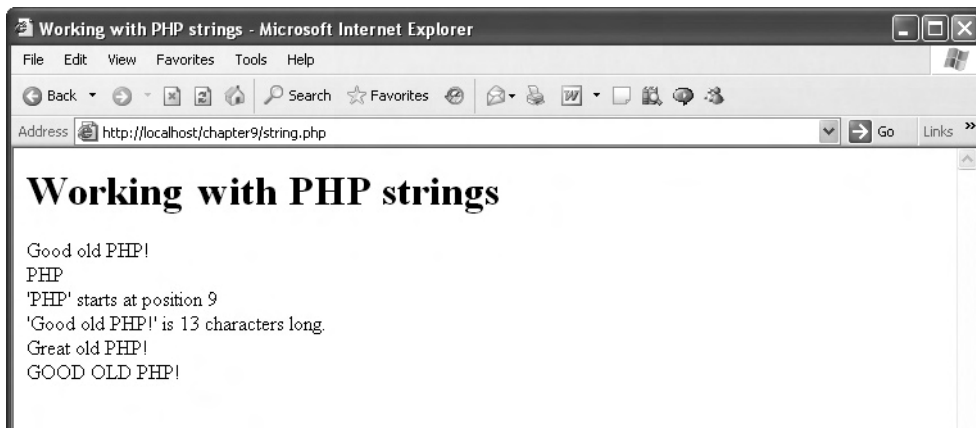 Working with PHP strings - Microsoft Internet Explorer
File Edit View Favorites Tools Help
Back Search Favorites W
Address http://localhost/chapter9/string.php Go Links »
Working with PHP strings
Good old PHP!
PHP
'PHP' starts at position 9
'Good old PHP!' is 13 characters long.
Great old PHP!
GOOD OLD PHP!